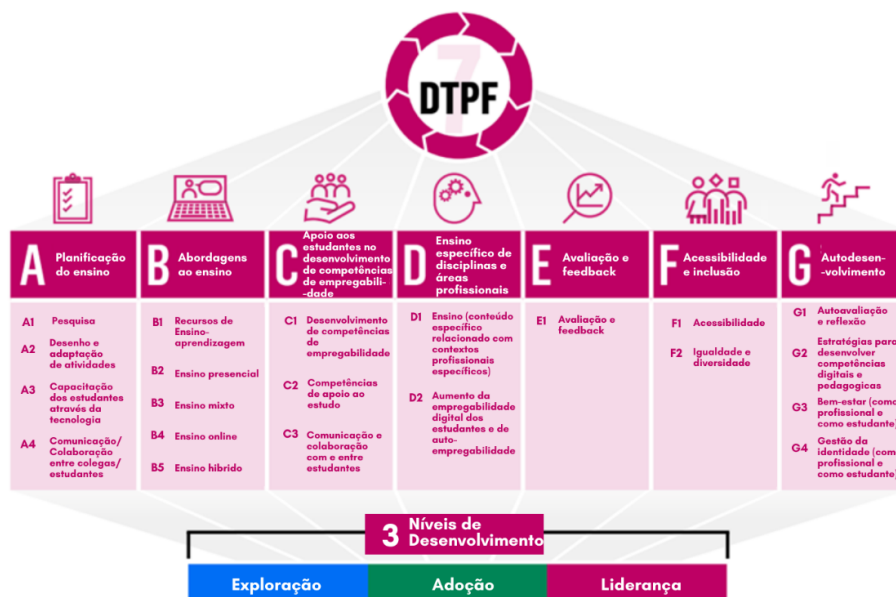 7
DTPF
A
Planificação
do ensino
B
Abordagens
ao ensino
C
Apoio aos
estudantes no
desenvolvimento
de competências
de empregabili-
-dade
D
Ensino
específico de
disciplinas e
áreas
profissionais
E
Avaliação e
feedback
F
Acessibilidade
e inclusão
G
Autodesen-
-volvimento
A1 Pesquisa
A2 Desenho e
adaptação
de atividades
A3 Capacitação
dos estudantes
através da
tecnologia
A4 Comunicação/
Colaboração
entre colegas/
estudantes
B1 Recursos de
Ensino-
aprendizagem
B2 Ensino presencial
B3 Ensino mixto
B4 Ensino online
B5 Ensino híbrido
C1 Desenvolvimento
de competências
de empregabilidade
C2 Competências
de apoio ao
estudo
C3 Comunicação e
colaboração
com e entre
estudantes
D1 Ensino (conteúdo
específico
relacionado com
contextos
profissionais
específicos)
D2 Aumento da
empregabilidade
digital dos
estudantes e de
auto-
empregabilidade
E1 Avaliação e
feedback
F1 Acessibilidade
F2 Igualdade e
diversidade
G1 Autoavaliação
e reflexão
G2 Estratégias para
desenvolver
competências
digitais e
pedagogicas
G3 Bem-estar (como
profissional e
como estudante)
G4 Gestão da
identidade (como
profissional e
como estudante)
3 Níveis de
Desenvolvimento
Exploração
Adoção
Liderança